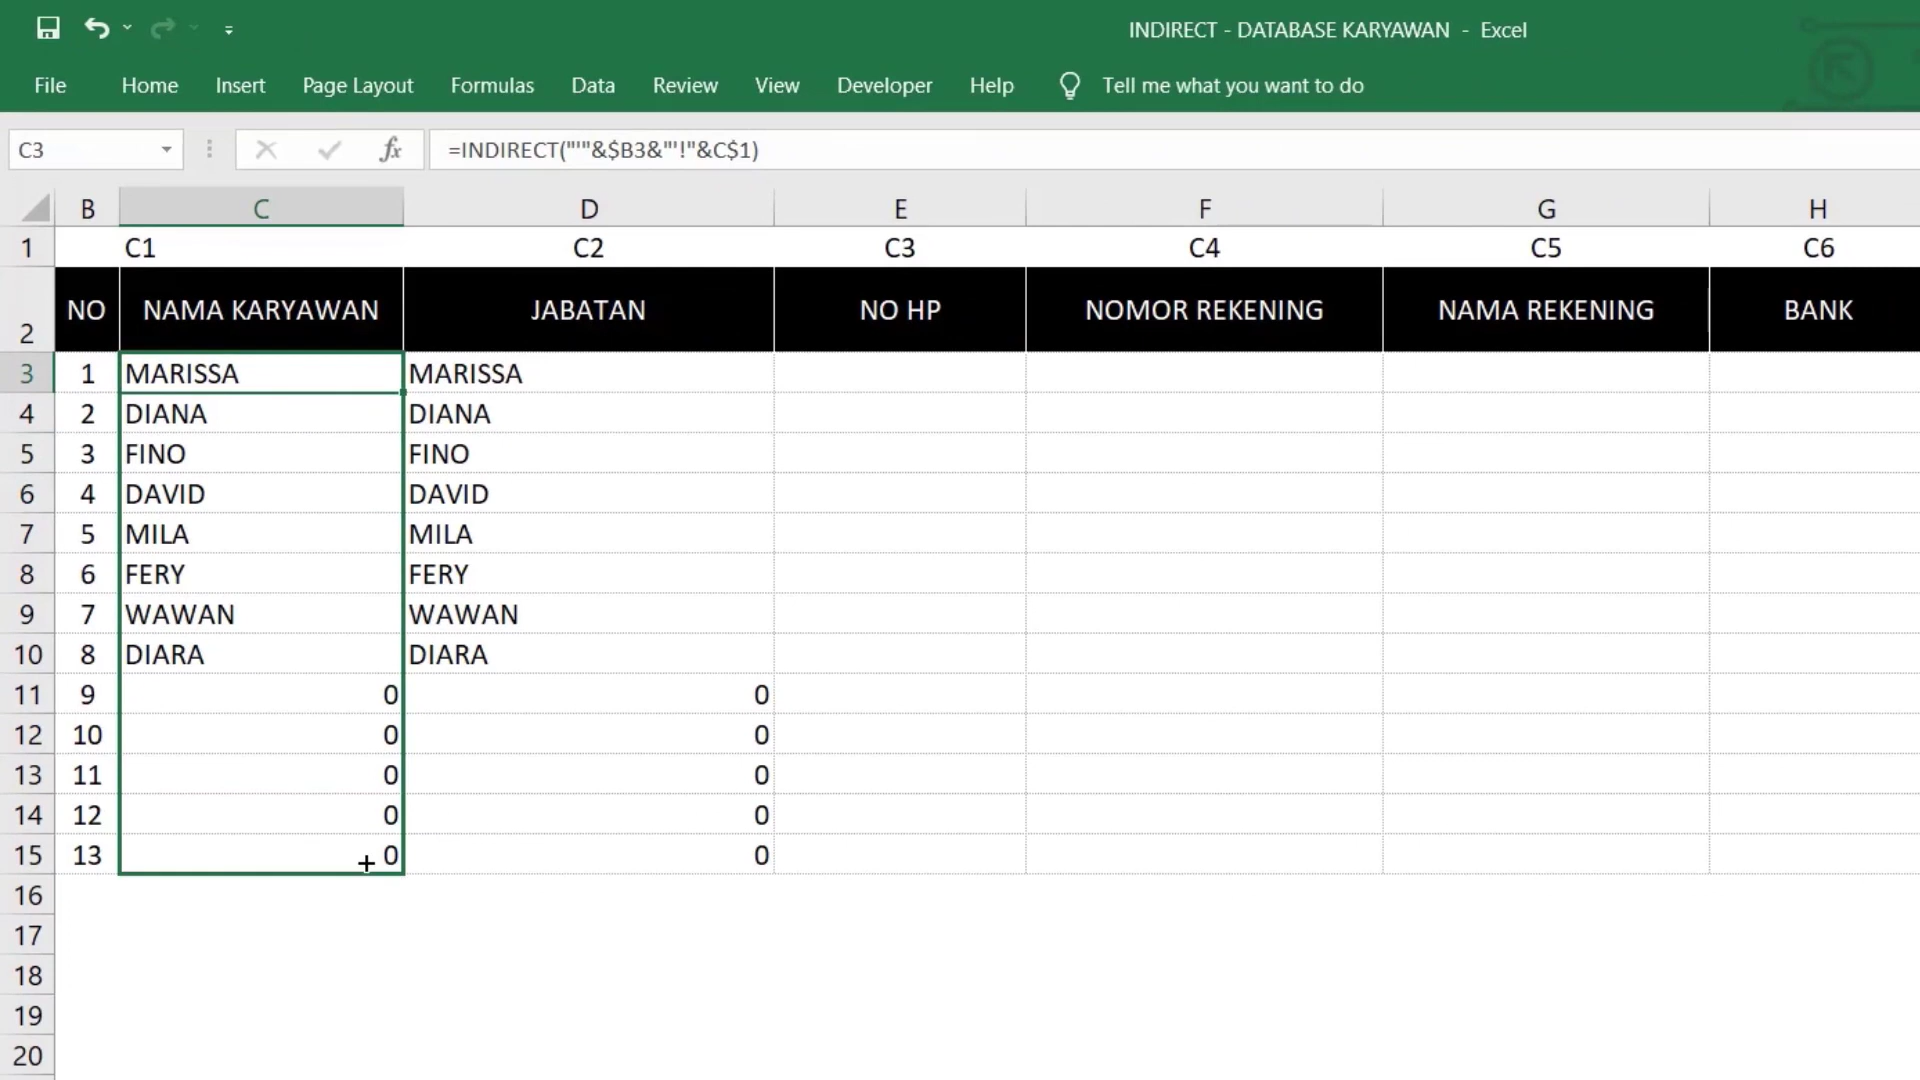 INDIRECT - DATABASE KARYAWAN - Excel
File Home Insert Page Layout Formulas Data Review View Developer Help Tell me what you want to do
C3 fx =INDIRECT("'"&$B3&"'!"&C$1)
B C D E F G H
1 C1 C2 C3 C4 C5 C6
2 NO NAMA KARYAWAN JABATAN NO HP NOMOR REKENING NAMA REKENING BANK
3 1 MARISSA MARISSA
4 2 DIANA DIANA
5 3 FINO FINO
6 4 DAVID DAVID
7 5 MILA MILA
8 6 FERY FERY
9 7 WAWAN WAWAN
10 8 DIARA DIARA
11 9 0 0
12 10 0 0
13 11 0 0
14 12 0 0
15 13 0 0
16
17
18
19
20